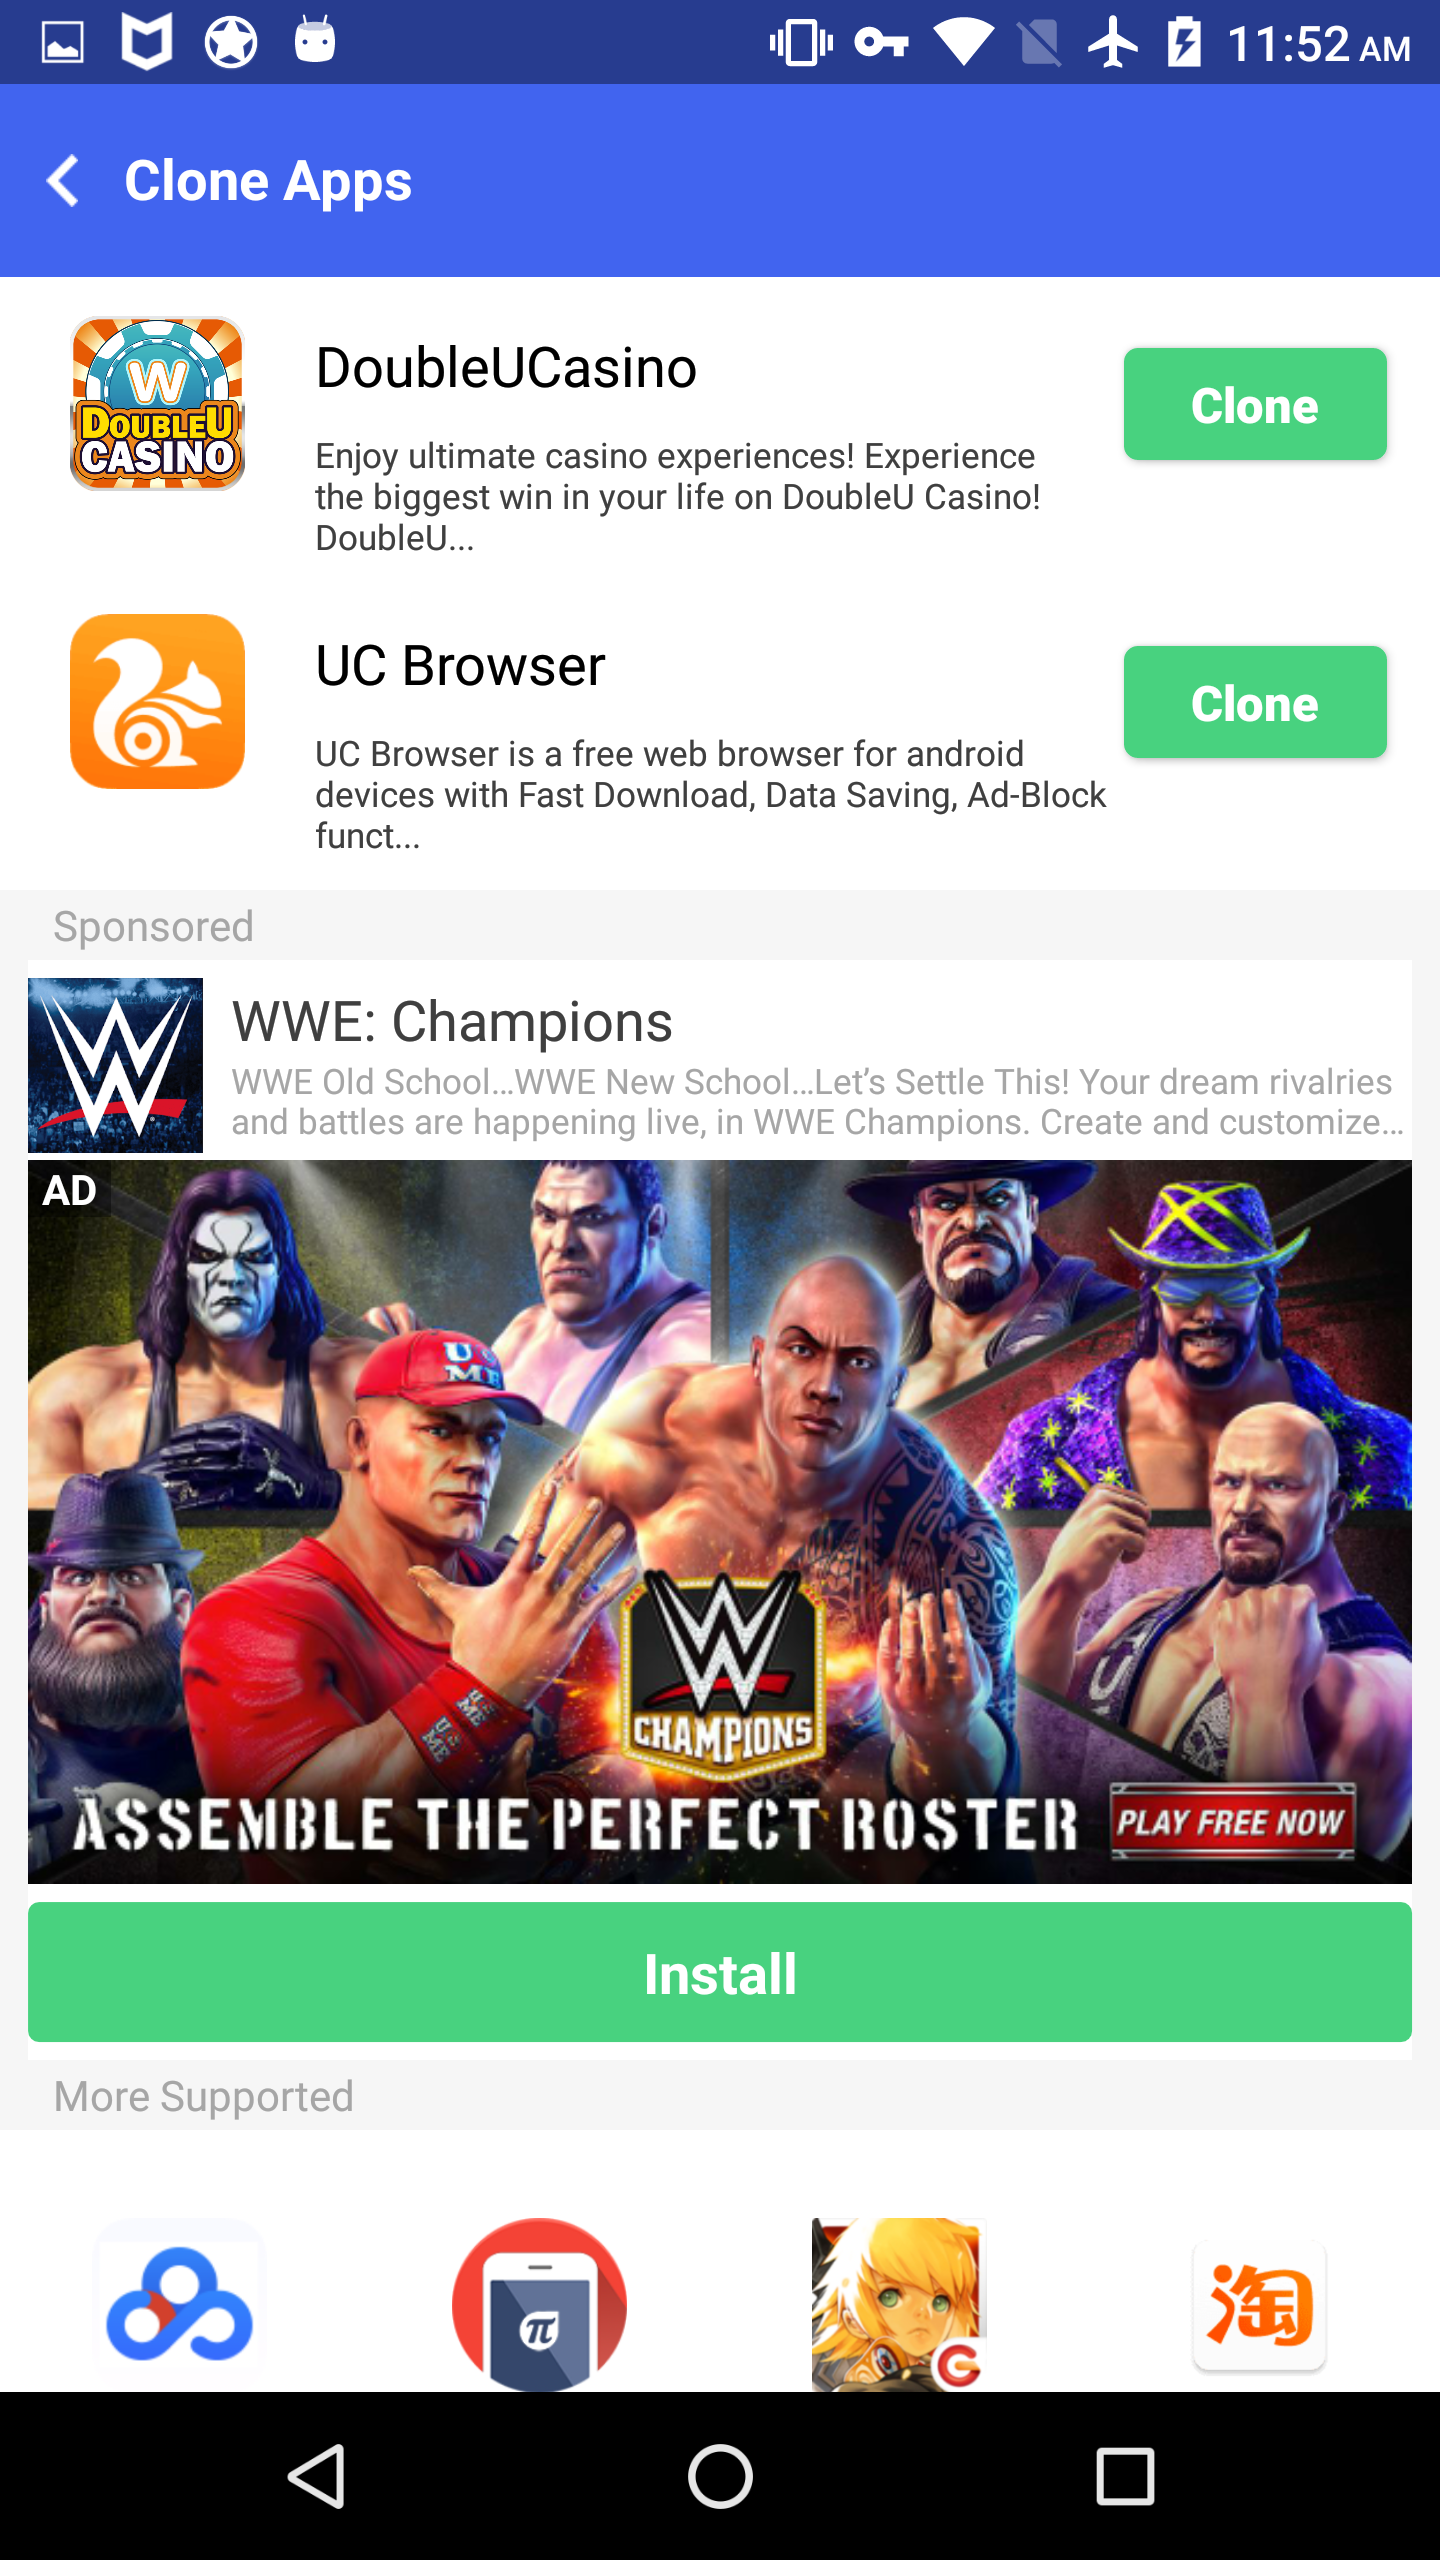 11:52 AM
Clone Apps
W
DOUBLEU
CASINO
DoubleUCasino
Clone
Enjoy ultimate casino experiences! Experience
the biggest win in your life on DoubleU Casino!
DoubleU...
UC Browser
Clone
UC Browser is a free web browser for android
devices with Fast Download, Data Saving, Ad-Block
funct...
Sponsored
WWE: Champions
WWE Old School...WWE New School...Let’s Settle This! Your dream rivalries
and battles are happening live, in WWE Champions. Create and customize...
AD
CHAMPIONS
ASSEMBLE THE PERFECT ROSTER
PLAY FREE NOW
Install
More Supported
π
G
淘